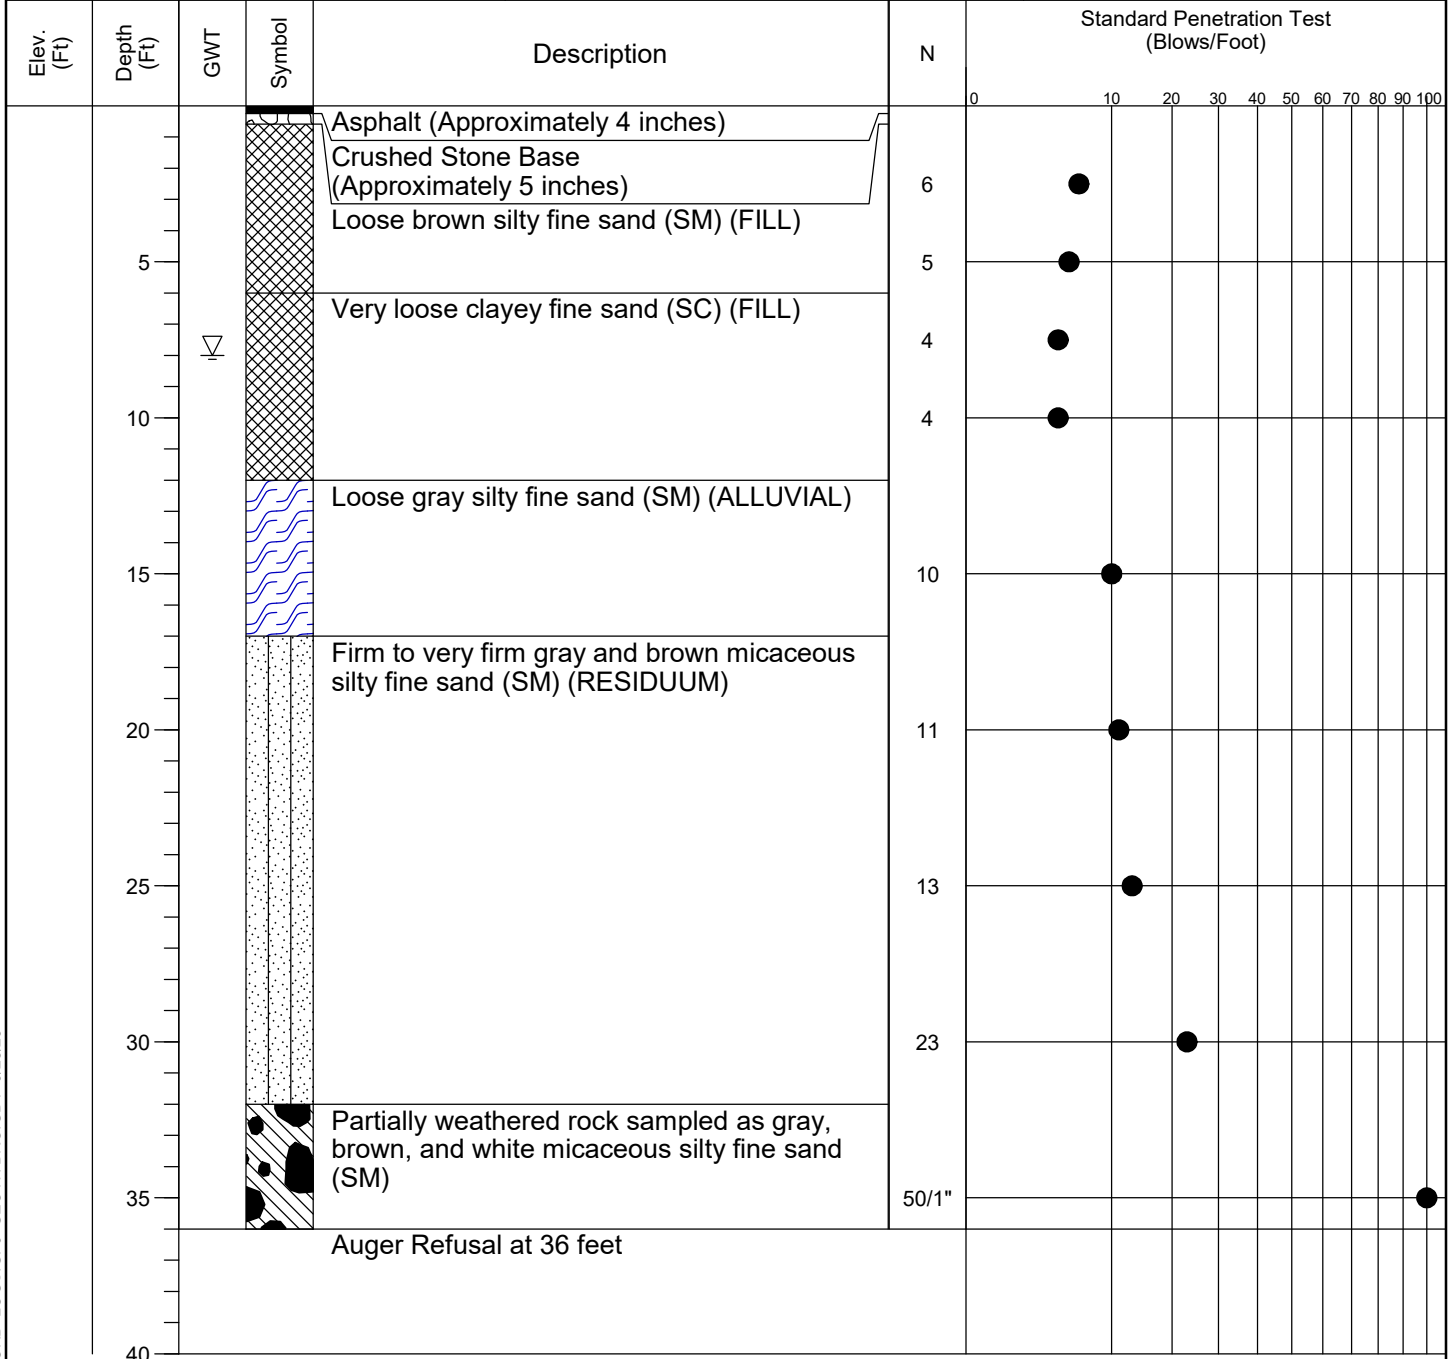 Elev.
(Ft)
Depth
(Ft)
GWT
Symbol
Description
N
Standard Penetration Test
(Blows/Foot)
0 10 20 30 40 50 60 70 80 90 100
Asphalt (Approximately 4 inches)
Crushed Stone Base
(Approximately 5 inches)
6
Loose brown silty fine sand (SM) (FILL)
5 5
Very loose clayey fine sand (SC) (FILL)
4
10 4
Loose gray silty fine sand (SM) (ALLUVIAL)
15 10
Firm to very firm gray and brown micaceous
silty fine sand (SM) (RESIDUUM)
20 11
25 13
30 23
Partially weathered rock sampled as gray,
brown, and white micaceous silty fine sand
(SM)
35 50/1"
Auger Refusal at 36 feet
40